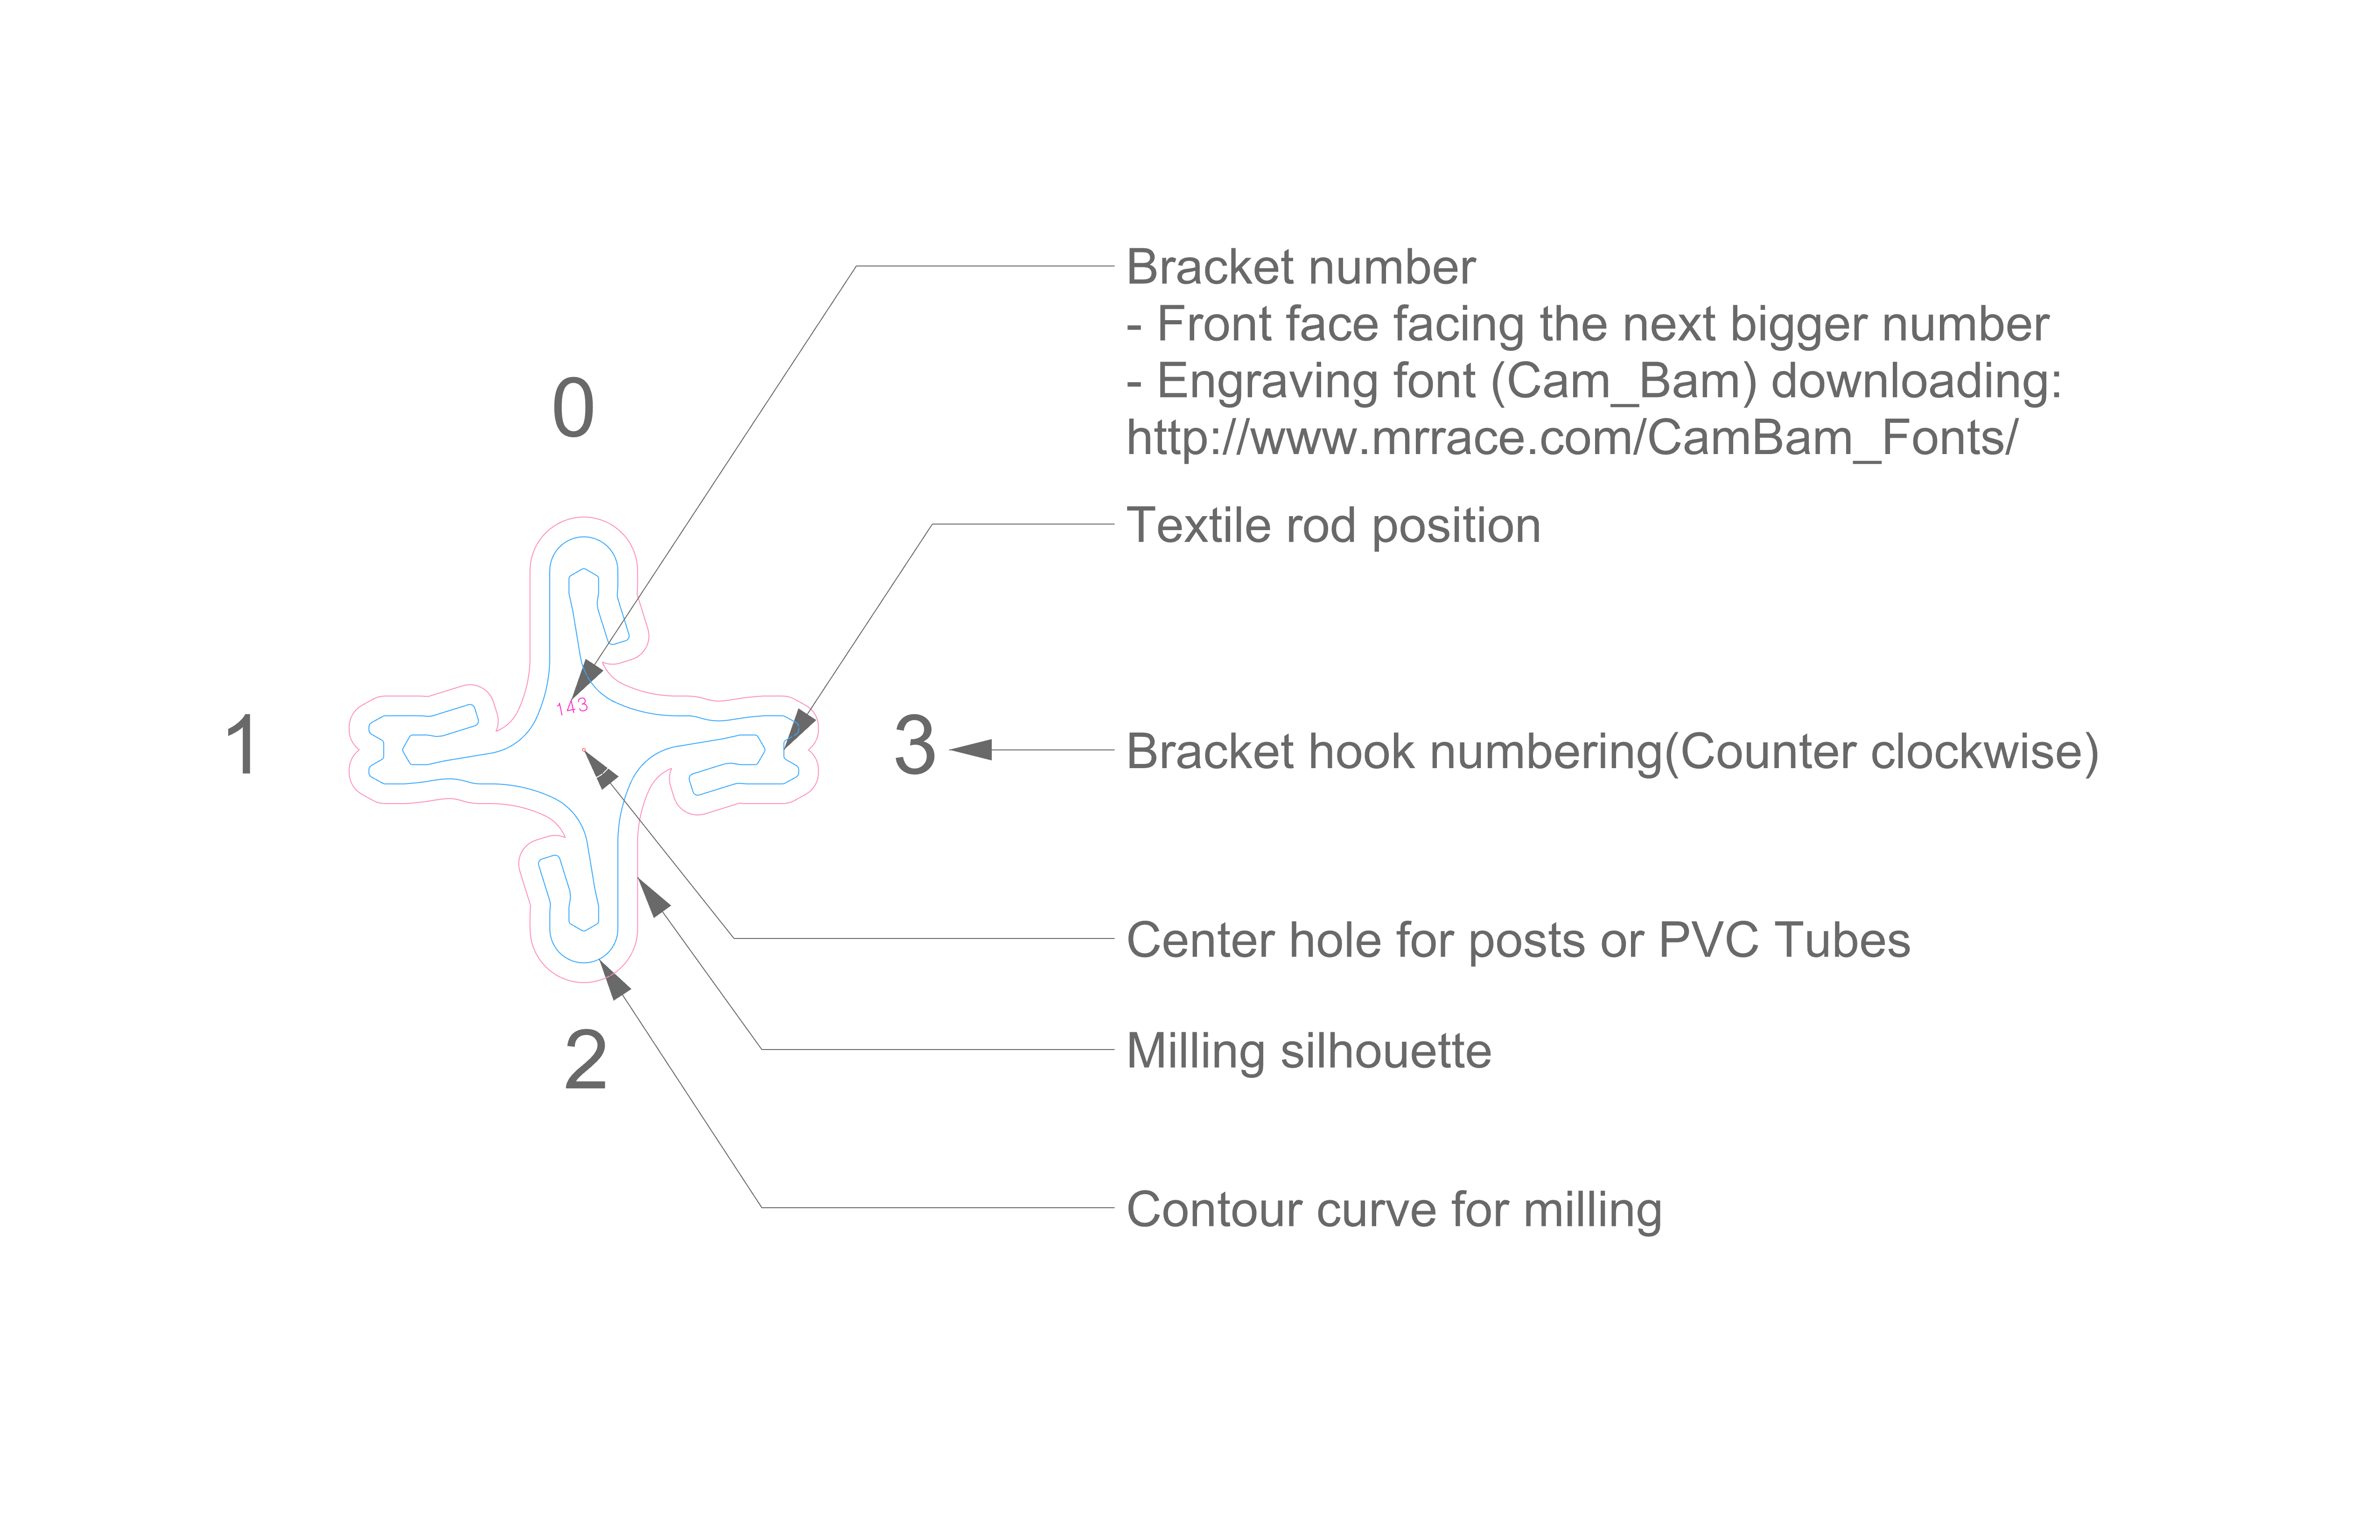 Bracket number
- Front face facing the next bigger number
- Engraving font (Cam_Bam) downloading:
http://www.mrrace.com/CamBam_Fonts/
0
Textile rod position
143
1
3
Bracket hook numbering(Counter clockwise)
Center hole for posts or PVC Tubes
2
Milling silhouette
Contour curve for milling